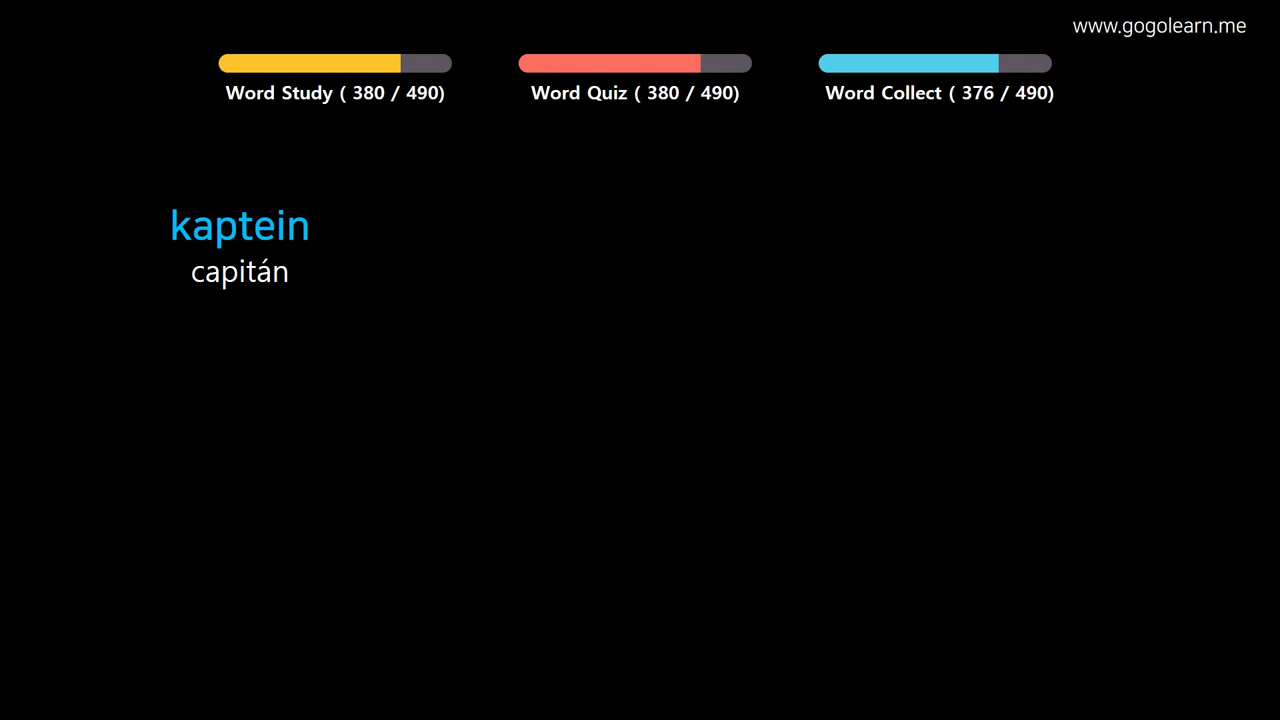 www.gogolearn.me
Word Study ( 380 / 490)
Word Quiz ( 380 / 490)
Word Collect ( 376 / 490)
kaptein
capitán